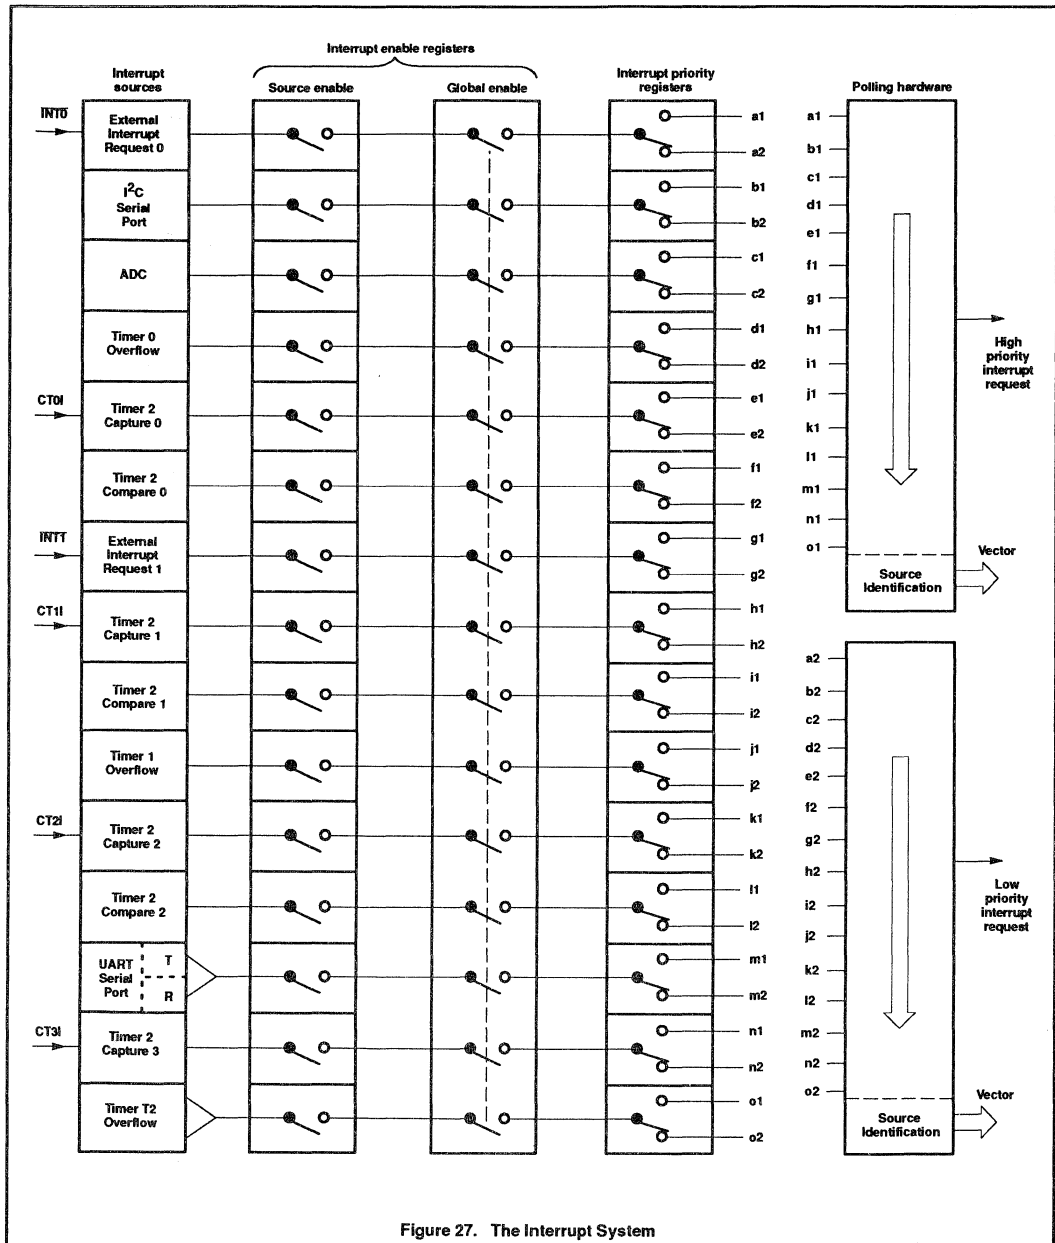 Interrupt enable registers
Interrupt
sources
Source enable
Global enable
Interrupt priority
registers
Polling hardware
INT0
External
Interrupt
Request 0
a1
a2
I2C
Serial
Port
b1
b2
ADC
c1
c2
Timer 0
Overflow
d1
d2
CT0I
Timer 2
Capture 0
e1
e2
Timer 2
Compare 0
f1
f2
INT1
External
Interrupt
Request 1
g1
g2
CT1I
Timer 2
Capture 1
h1
h2
Timer 2
Compare 1
i1
i2
Timer 1
Overflow
j1
j2
CT2I
Timer 2
Capture 2
k1
k2
Timer 2
Compare 2
l1
l2
UART
Serial
Port
T
R
m1
m2
CT3I
Timer 2
Capture 3
n1
n2
Timer T2
Overflow
o1
o2
a1
b1
c1
d1
e1
f1
g1
h1
i1
j1
k1
l1
m1
n1
o1
High
priority
interrupt
request
Source
Identification
Vector
a2
b2
c2
d2
e2
f2
g2
h2
i2
j2
k2
l2
m2
n2
o2
Low
priority
interrupt
request
Source
Identification
Vector
Figure 27. The Interrupt System